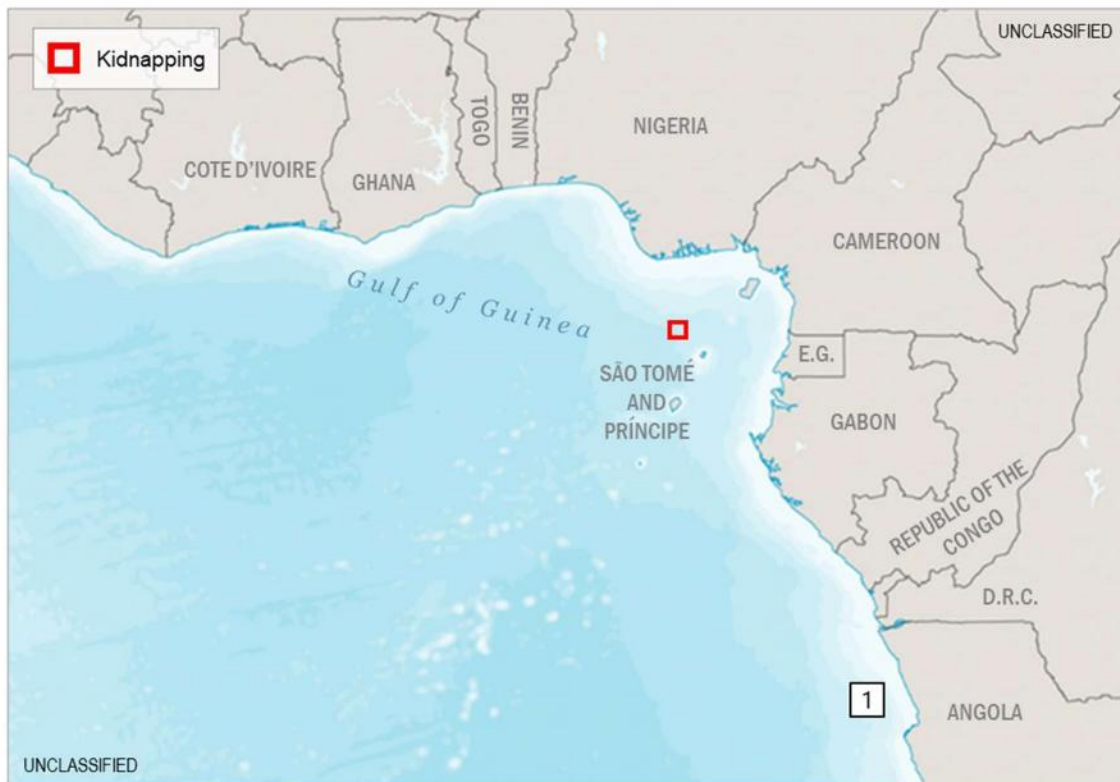 UNCLASSIFIED
Kidnapping
TOGO
BENIN
NIGERIA
COTE D'IVOIRE
GHANA
CAMEROON
Gulf of Guinea
E.G.
SÃO TOMÉ
AND
PRÍNCIPE
GABON
REPUBLIC OF THE
CONGO
D.R.C.
1
ANGOLA
UNCLASSIFIED